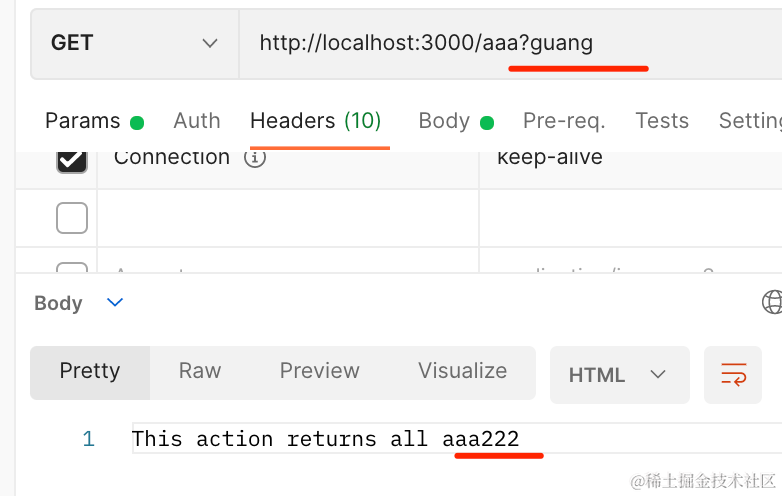 GET http://localhost:3000/aaa?guang
Params Auth Headers (10) Body Pre-req. Tests Setting
Connection keep-alive
Body
Pretty Raw Preview Visualize HTML
1 This action returns all aaa222
@稀土掘金技术社区